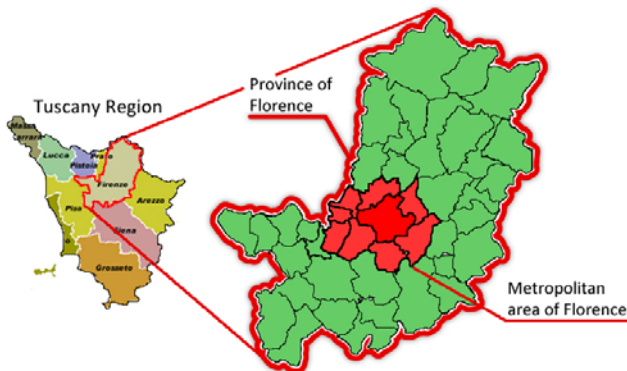 Tuscany Region
Massa
Carrara
Lucca
Pistoia
Prato
Firenze
Pisa
Arezzo
Siena
o
Grosseto
Province of
Florence
Metropolitan
area of Florence